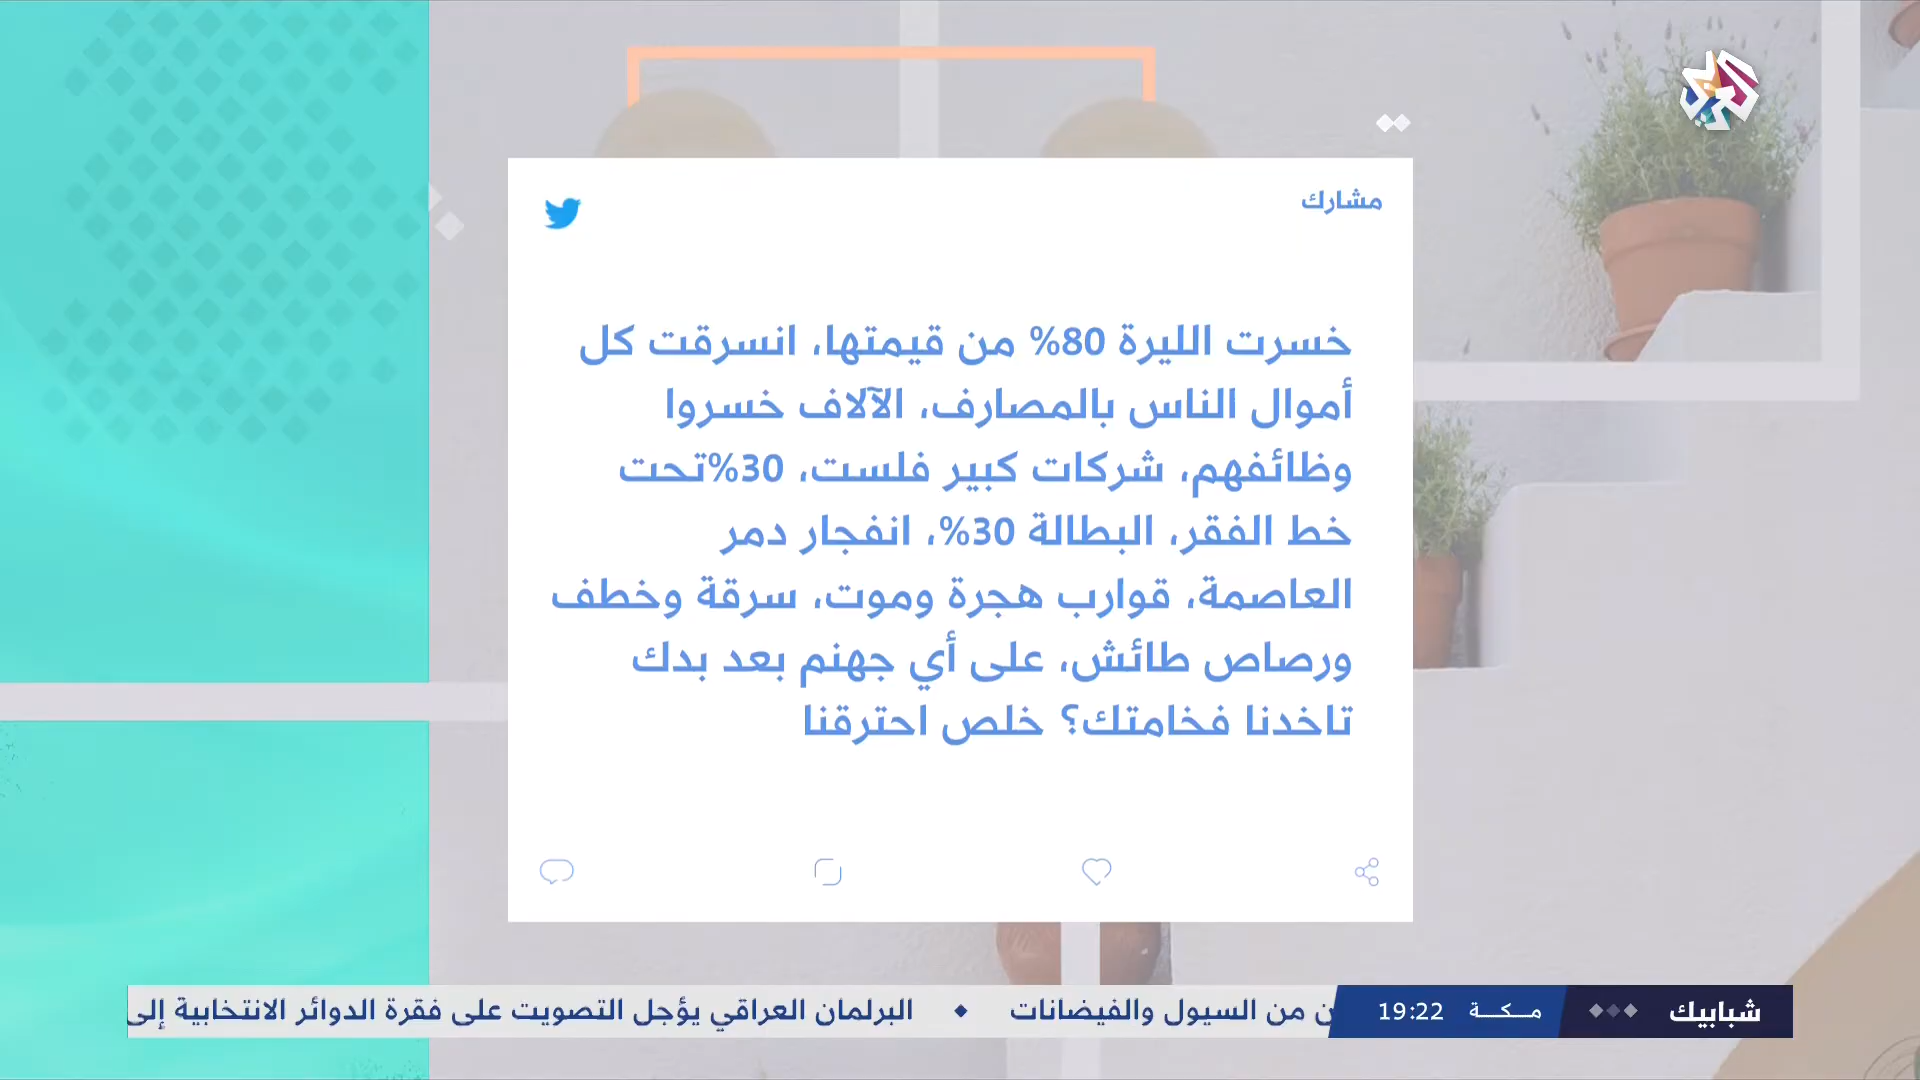 العربي
مشارك
خسرت الليرة 80% من قيمتها، انسرقت كل
أموال الناس بالمصارف، الآلاف خسروا
وظائفهم، شركات كبير فلست، 30%تحت
خط الفقر، البطالة 30%، انفجار دمر
العاصمة، قوارب هجرة وموت، سرقة وخطف
ورصاص طائش، على أي جهنم بعد بدك
تاخدنا فخامتك؟ خلص احترقنا
شبابيك
مكة 19:22
من السيول والفيضانات ◆ البرلمان العراقي يؤجل التصويت على فقرة الدوائر الانتخابية إلى